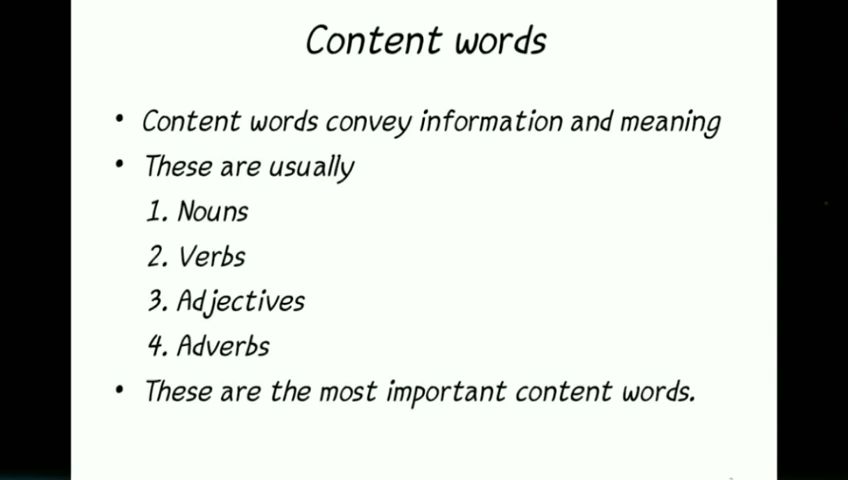 Content words
• Content words convey information and meaning
• These are usually
1. Nouns
2. Verbs
3. Adjectives
4. Adverbs
• These are the most important content words.